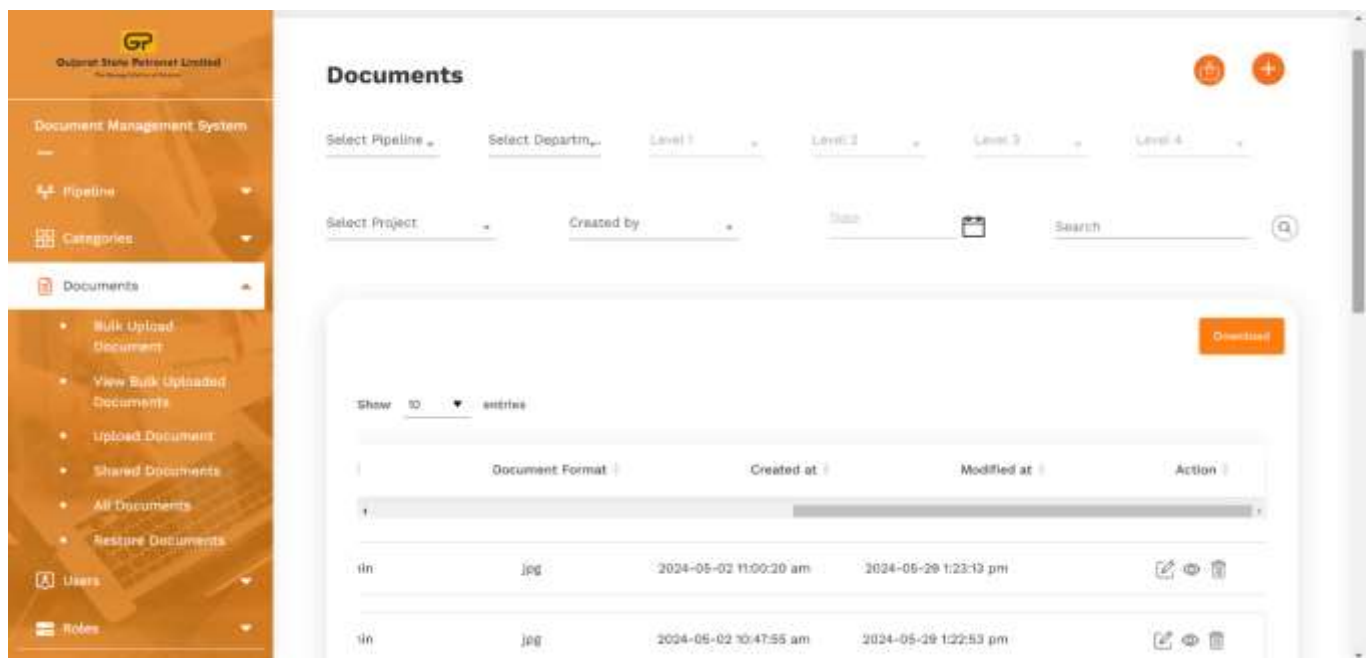 GP
Gujarat State Petronet Limited
Document Management System
Pipeline
Categories
Documents
Bulk Upload
Document
View Bulk Uploaded
Documents
Upload Document
Shared Documents
All Documents
Restore Documents
Users
Roles
Documents
Select Pipeline
Select Departm..
Level 1
Level 2
Level 3
Level 4
Select Project
Created by
Date
Search
Download
Show 10 entries
Document Format Created at Modified at Action
iin jpg 2024-05-02 11:00:20 am 2024-05-29 1:23:13 pm
iin jpg 2024-05-02 10:47:55 am 2024-05-29 1:22:53 pm